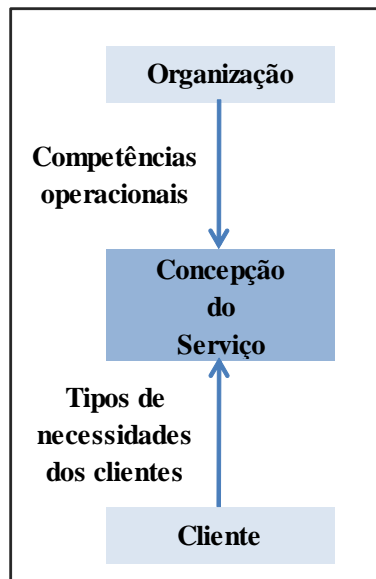 Organização
Competências
operacionais
Concepção
do
Serviço
Tipos de
necessidades
dos clientes
Cliente